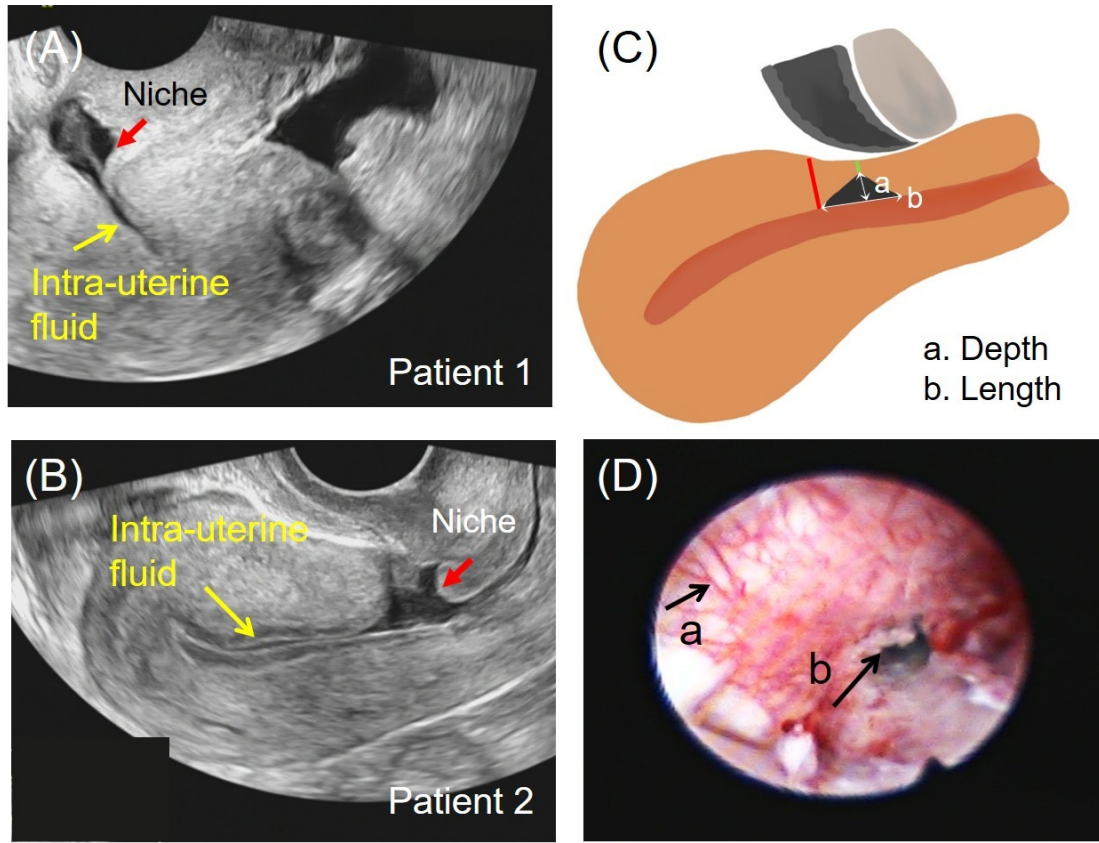 (A)
Niche
Intra-uterine
fluid
Patient 1
(B)
Intra-uterine
fluid
Niche
Patient 2
(C)
a
b
a. Depth
b. Length
(D)
a
b